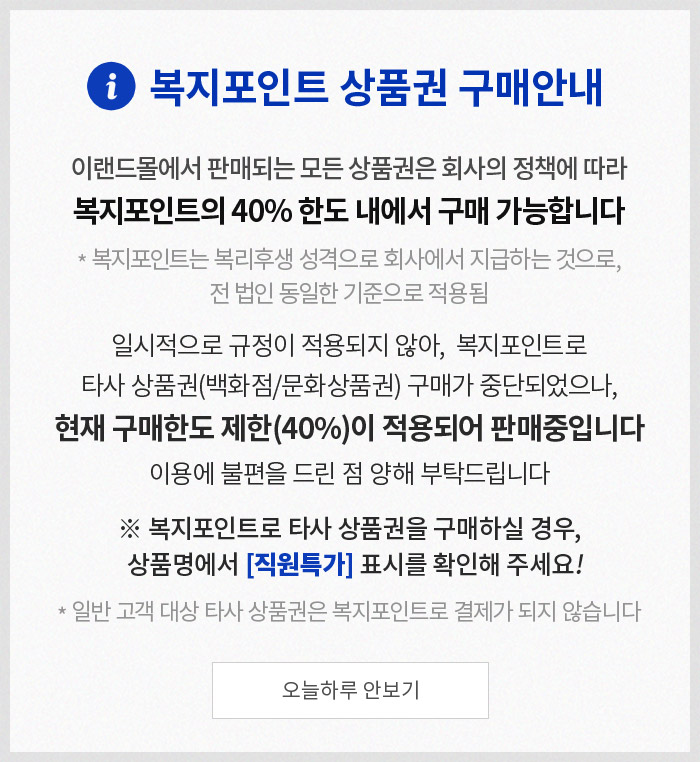 i 복지포인트 상품권 구매안내
이랜드몰에서 판매되는 모든 상품권은 회사의 정책에 따라
복지포인트의 40% 한도 내에서 구매 가능합니다
* 복지포인트는 복리후생 성격으로 회사에서 지급하는 것으로,
전 법인 동일한 기준으로 적용됨
일시적으로 규정이 적용되지 않아, 복지포인트로
타사 상품권(백화점/문화상품권) 구매가 중단되었으나,
현재 구매한도 제한(40%)이 적용되어 판매중입니다
이용에 불편을 드린 점 양해 부탁드립니다
※ 복지포인트로 타사 상품권을 구매하실 경우,
상품명에서 [직원특가] 표시를 확인해 주세요!
* 일반 고객 대상 타사 상품권은 복지포인트로 결제가 되지 않습니다
오늘하루 안보기